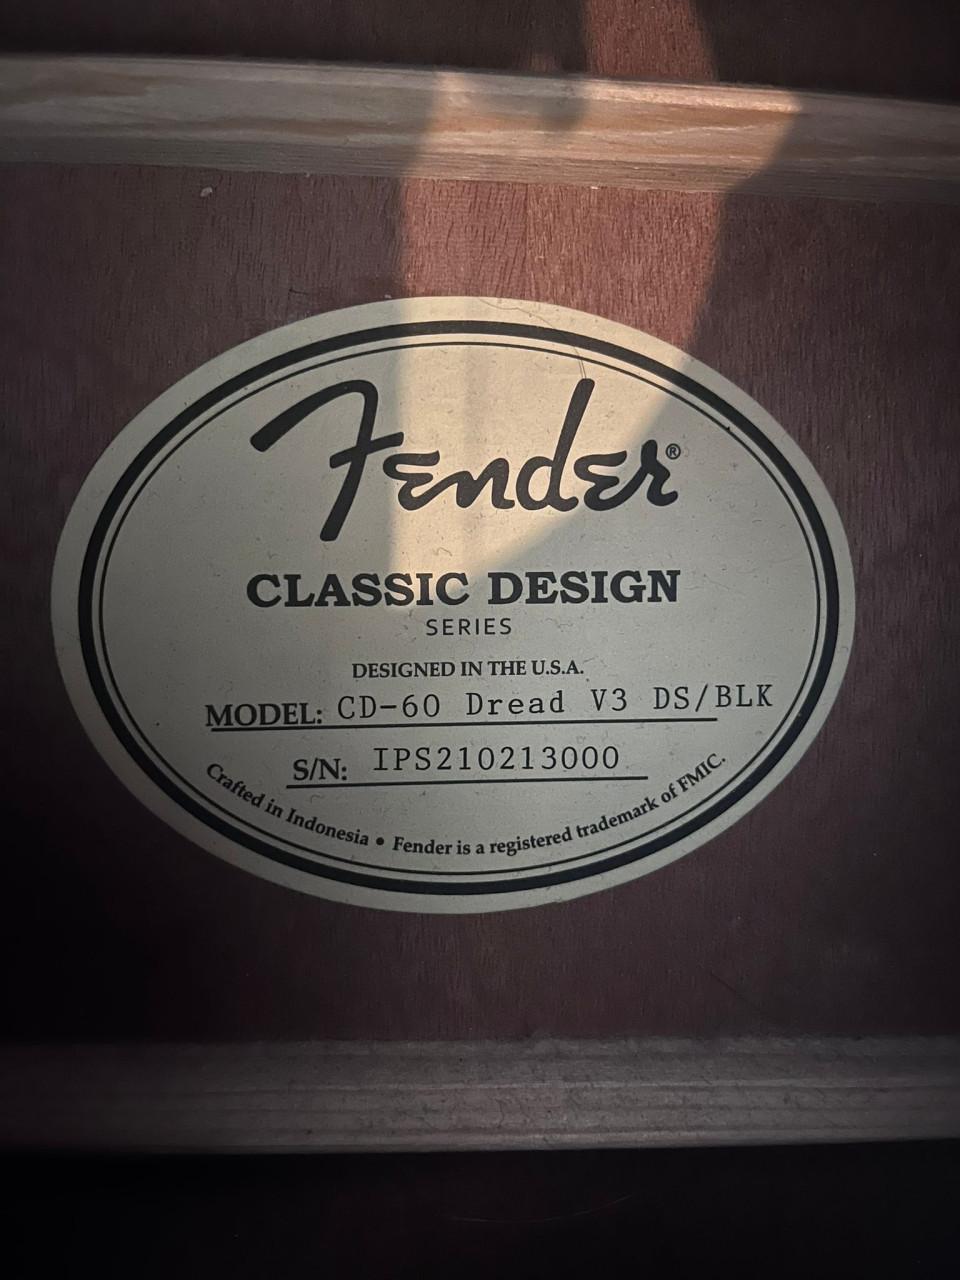 Fender®
CLASSIC DESIGN
SERIES
DESIGNED IN THE U.S.A.
MODEL: CD-60 Dread V3 DS/BLK
S/N: IPS210213000
Crafted in Indonesia • Fender is a registered trademark of FMIC.